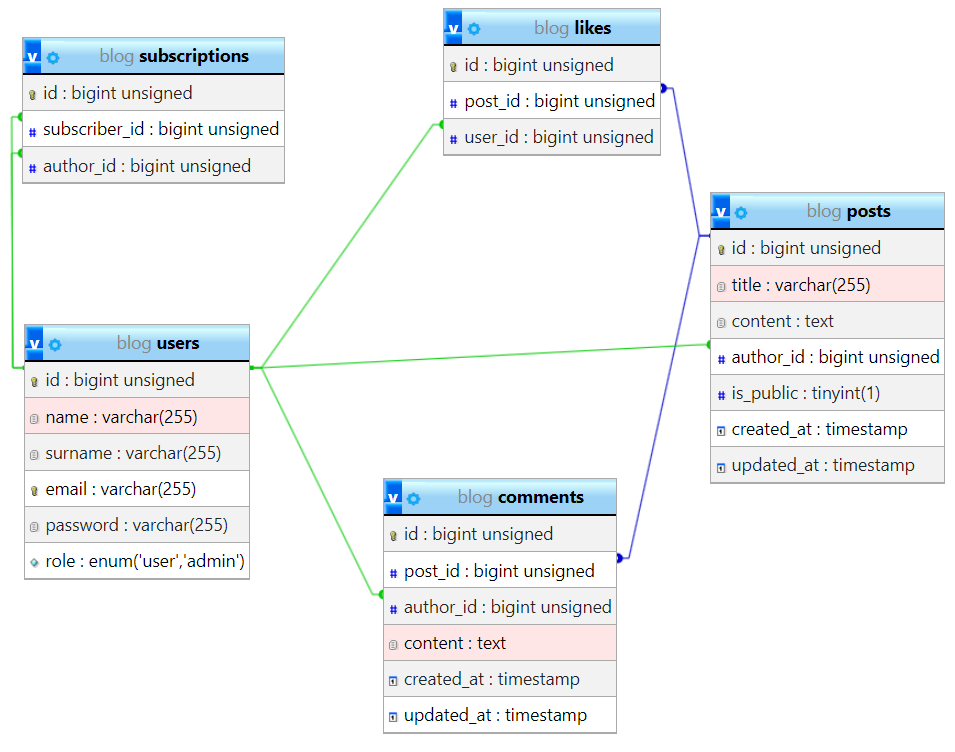 blog subscriptions
id : bigint unsigned
subscriber_id : bigint unsigned
author_id : bigint unsigned
blog likes
id : bigint unsigned
post_id : bigint unsigned
user_id : bigint unsigned
blog posts
id : bigint unsigned
title : varchar(255)
content : text
author_id : bigint unsigned
is_public : tinyint(1)
created_at : timestamp
updated_at : timestamp
blog users
id : bigint unsigned
name : varchar(255)
surname : varchar(255)
email : varchar(255)
password : varchar(255)
role : enum('user','admin')
blog comments
id : bigint unsigned
post_id : bigint unsigned
author_id : bigint unsigned
content : text
created_at : timestamp
updated_at : timestamp